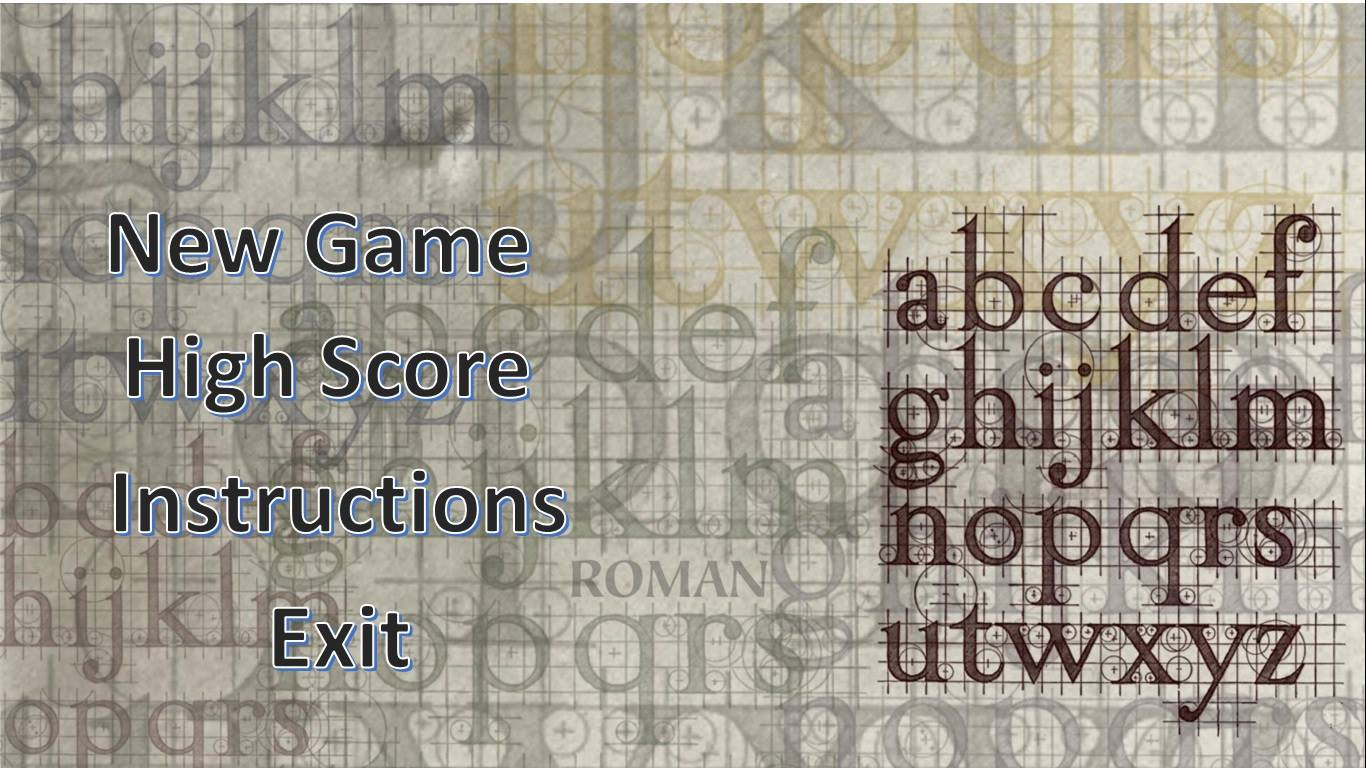 New Game
High Score
Instructions
Exit
ROMAN
abcdef
ghijklm
nopqrs
utwxyz